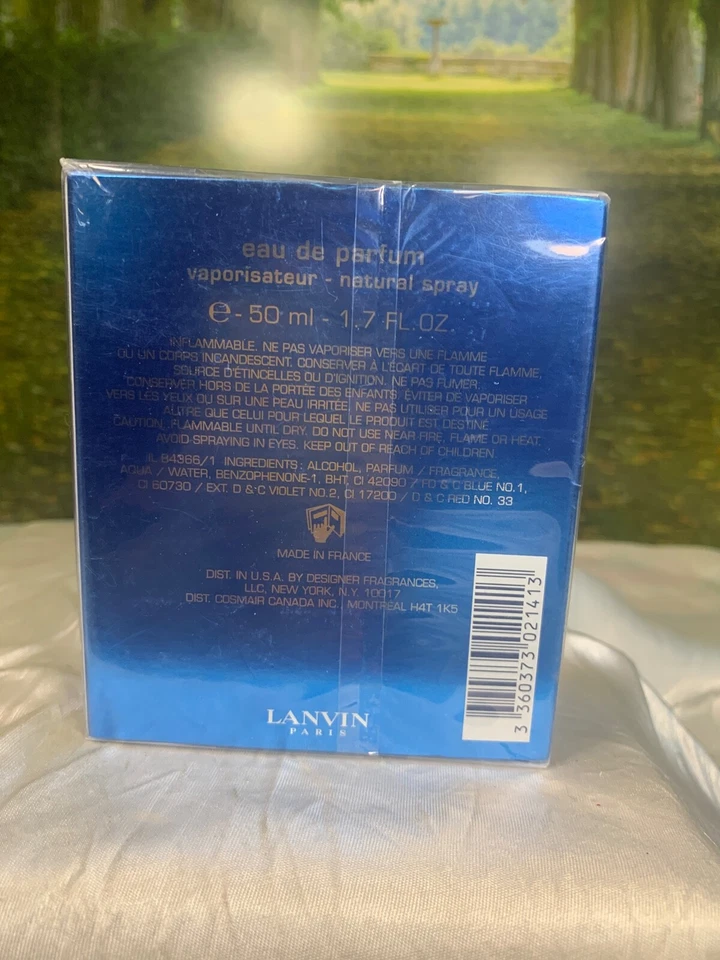 eau de parfum
vaporisateur - natural spray
℮ - 50 ml - 1.7 FL.OZ.
INFLAMMABLE. NE PAS VAPORISER VERS UNE FLAMME
OU UN CORPS INCANDESCENT. CONSERVER À L'ÉCART DE TOUTE FLAMME,
SOURCE D'ÉTINCELLES OU D'IGNITION. NE PAS FUMER.
CONSERVER HORS DE LA PORTÉE DES ENFANTS. ÉVITER DE VAPORISER
VERS LES YEUX OU SUR UNE PEAU IRRITÉE. NE PAS UTILISER POUR UN USAGE
AUTRE QUE CELUI POUR LEQUEL LE PRODUIT EST DESTINÉ.
CAUTION. FLAMMABLE UNTIL DRY. DO NOT USE NEAR FIRE, FLAME OR HEAT.
AVOID SPRAYING IN EYES. KEEP OUT OF REACH OF CHILDREN
IL 84366/1 INGREDIENTS : ALCOHOL, PARFUM / FRAGRANCE,
AQUA / WATER, BENZOPHENONE-1, BHT, CI 42090 / FD & C BLUE NO.1,
CI 60730 / EXT. D & C VIOLET NO.2, CI 17200 / D & C RED NO. 33
MADE IN FRANCE
DIST. IN U.S.A. BY DESIGNER FRAGRANCES,
LLC, NEW YORK, N.Y. 10017
DIST. COSMAIR CANADA INC., MONTRÉAL H4T 1K5
LANVIN
PARIS
3 360373 021413